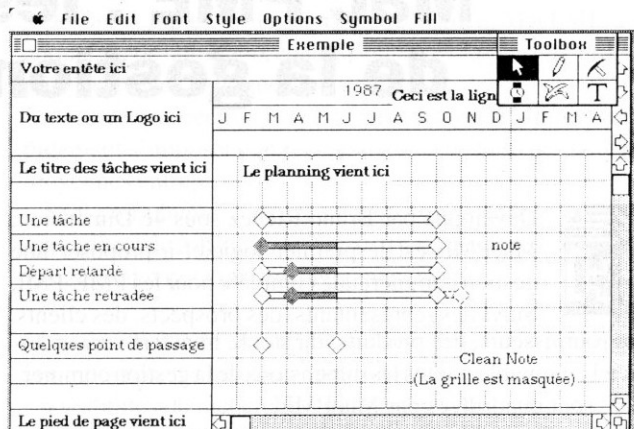 File Edit Font Style Options Symbol Fill
Exemple
Toolbox
Votre entête ici
T
1987 Ceci est la lign
Du texte ou un Logo ici J F M A M J J A S O N D J F M A
Le titre des tâches vient ici Le planning vient ici
Une tâche
Une tâche en cours note
Départ retarde
Une tâche retradée
Quelques point de passage
Clean Note
(La grille est masquée)
Le pied de page vient ici